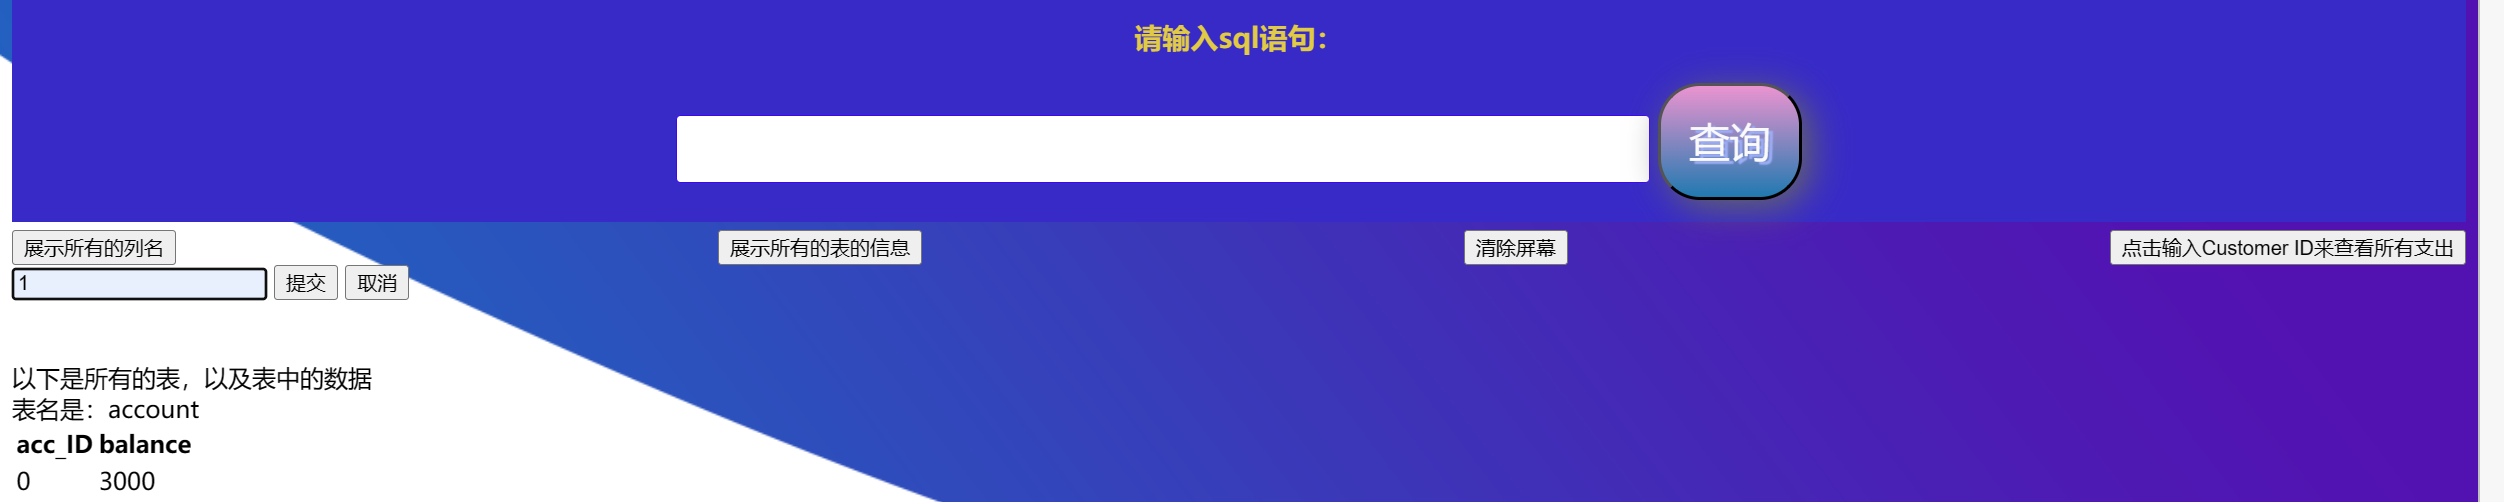 请输入sql语句：
查询
展示所有的列名
展示所有的表的信息
清除屏幕
点击输入Customer ID来查看所有支出
1
提交
取消
以下是所有的表，以及表中的数据
表名是：account
acc_ID balance
0 3000